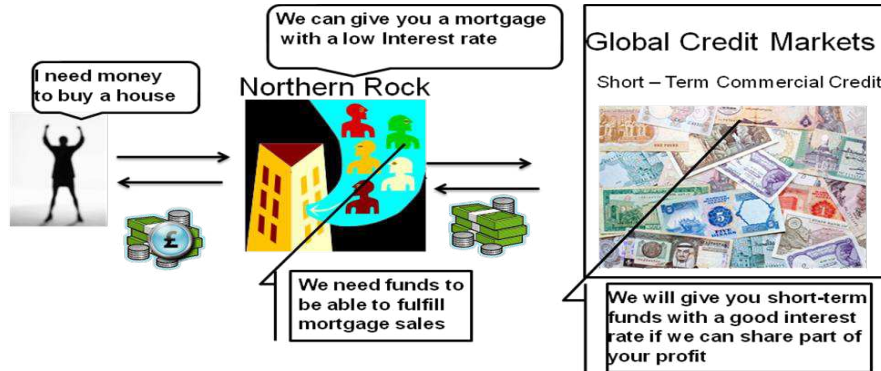 We can give you a mortgage
with a low Interest rate
Global Credit Markets
I need money
to buy a house
Northern Rock
Short – Term Commercial Credit
£
5
1
We need funds to
be able to fulfill
mortgage sales
We will give you short-term
funds with a good interest
rate if we can share part of
your profit